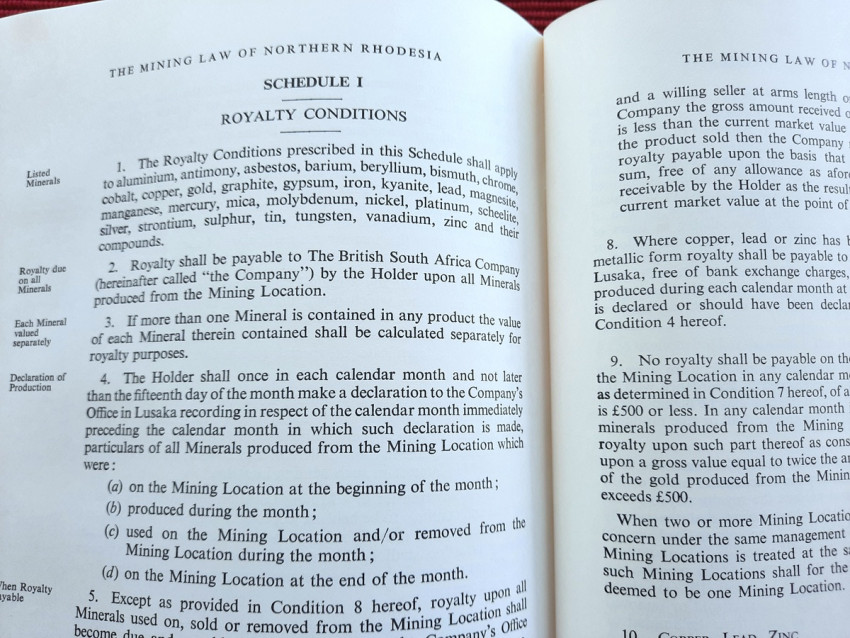 THE MINING LAW OF NORTHERN RHODESIA
SCHEDULE I
ROYALTY CONDITIONS
Listed
Minerals
1. The Royalty Conditions prescribed in this Schedule shall apply
to aluminium, antimony, asbestos, barium, beryllium, bismuth, chrome,
cobalt, copper, gold, graphite, gypsum, iron, kyanite, lead, magnesite,
manganese, mercury, mica, molybdenum, nickel, platinum, scheelite,
silver, strontium, sulphur, tin, tungsten, vanadium, zinc and their
compounds.
Royalty due
on all
Minerals
2. Royalty shall be payable to The British South Africa Company
(hereinafter called "the Company") by the Holder upon all Minerals
produced from the Mining Location.
Each Mineral
valued
separately
3. If more than one Mineral is contained in any product the value
of each Mineral therein contained shall be calculated separately for
royalty purposes.
Declaration of
Production
4. The Holder shall once in each calendar month and not later
than the fifteenth day of the month make a declaration to the Company's
Office in Lusaka recording in respect of the calendar month immediately
preceding the calendar month in which such declaration is made,
particulars of all Minerals produced from the Mining Location which
were:
(a) on the Mining Location at the beginning of the month;
(b) produced during the month;
(c) used on the Mining Location and/or removed from the
Mining Location during the month;
(d) on the Mining Location at the end of the month.
When Royalty
payable
5. Except as provided in Condition 8 hereof, royalty upon all
Minerals used on, sold or removed from the Mining Location shall
become due and Company's Office
THE MINING LAW OF N
and a willing seller at arms length
Company the gross amount received
is less than the current market value
the product sold then the Company
royalty payable upon the basis that
sum, free of any allowance as
receivable by the Holder as the
current market value at the point of
8. Where copper, lead or zinc has
metallic form royalty shall be payable to
Lusaka, free of bank exchange charges,
produced during each calendar month at
is declared or should have been
Condition 4 hereof.
9. No royalty shall be payable on
the Mining Location in any calendar
as determined in Condition 7 hereof, of
is £500 or less. In any calendar month
minerals produced from the Mining
royalty upon such part thereof as
upon a gross value equal to twice the
of the gold produced from the
exceeds £500.
When two or more Mining
concern under the same management
Mining Locations is treated at the
such Mining Locations shall for the
deemed to be one Mining Location.
10. COPPER, LEAD, ZINC